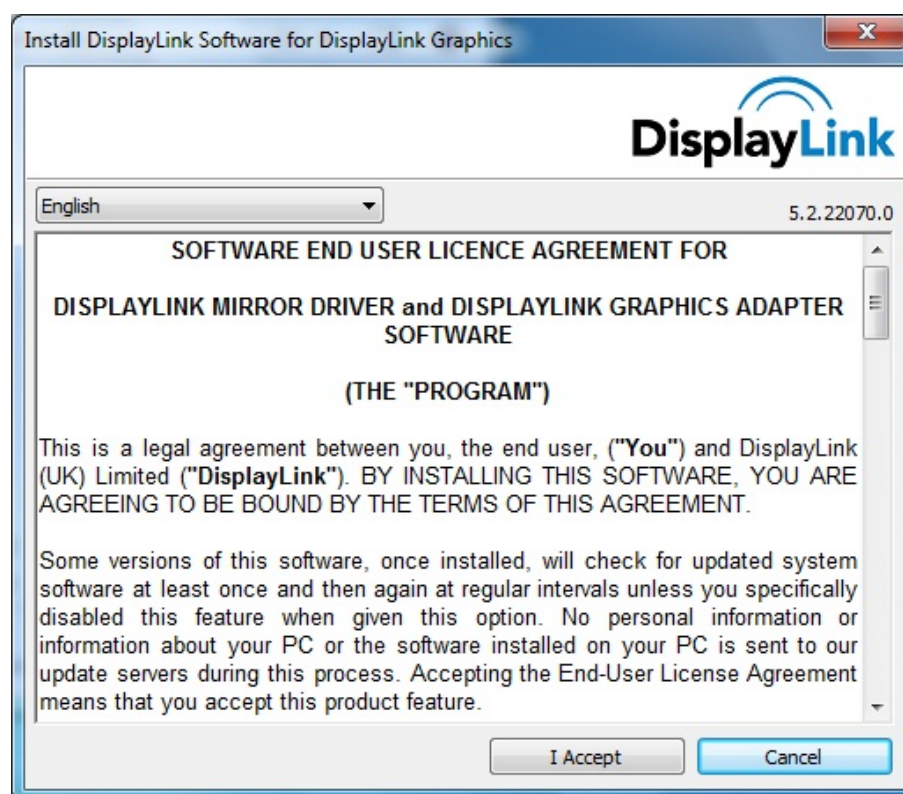 Install DisplayLink Software for DisplayLink Graphics
DisplayLink
English
5.2.22070.0
SOFTWARE END USER LICENCE AGREEMENT FOR
DISPLAYLINK MIRROR DRIVER and DISPLAYLINK GRAPHICS ADAPTER
SOFTWARE
(THE "PROGRAM")
This is a legal agreement between you, the end user, ("You") and DisplayLink
(UK) Limited ("DisplayLink"). BY INSTALLING THIS SOFTWARE, YOU ARE
AGREEING TO BE BOUND BY THE TERMS OF THIS AGREEMENT.
Some versions of this software, once installed, will check for updated system
software at least once and then again at regular intervals unless you specifically
disabled this feature when given this option. No personal information or
information about your PC or the software installed on your PC is sent to our
update servers during this process. Accepting the End-User License Agreement
means that you accept this product feature.
I Accept
Cancel